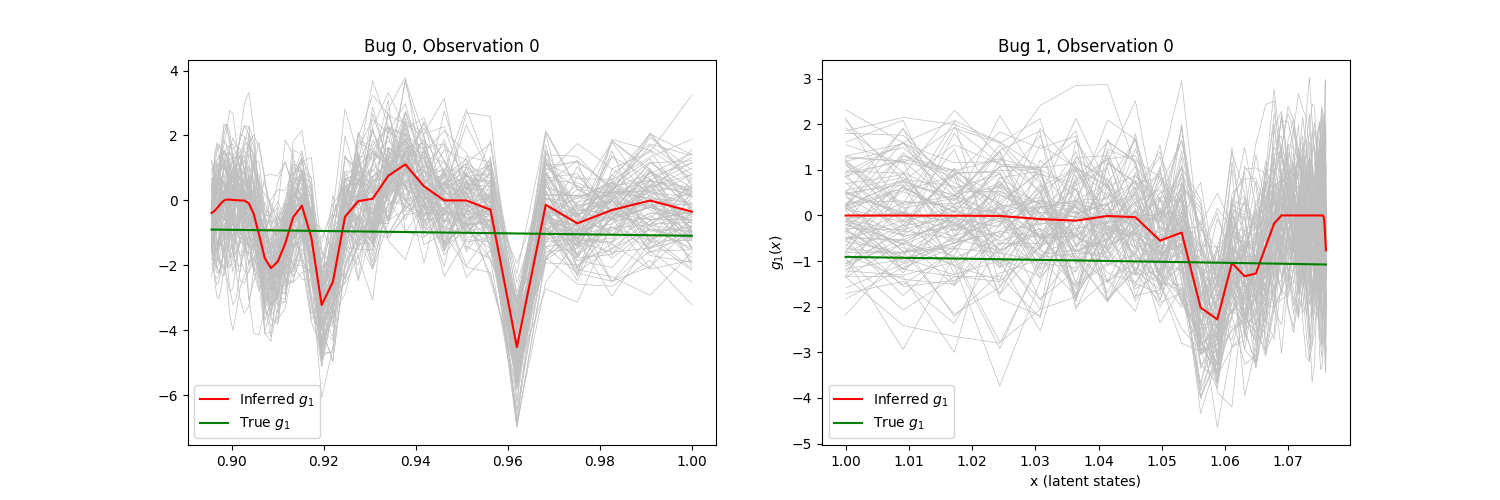 Bug 0, Observation 0
4
2
0
−2
−4
−6
Inferred g₁
True g₁
0.90 0.92 0.94 0.96 0.98 1.00
Bug 1, Observation 0
g₁(x)
3
2
1
0
−1
−2
−3
−4
−5
Inferred g₁
True g₁
1.00 1.01 1.02 1.03 1.04 1.05 1.06 1.07
x (latent states)